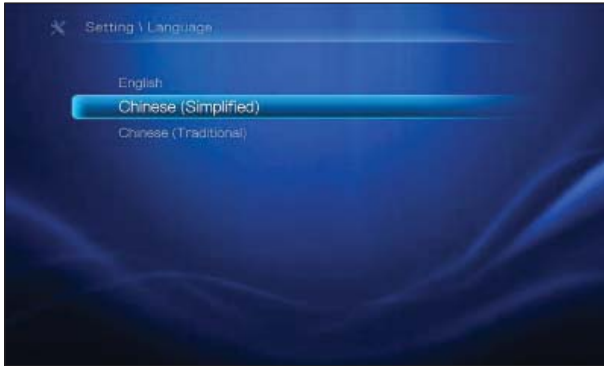 Setting \ Language
English
Chinese (Simplified)
Chinese (Traditional)